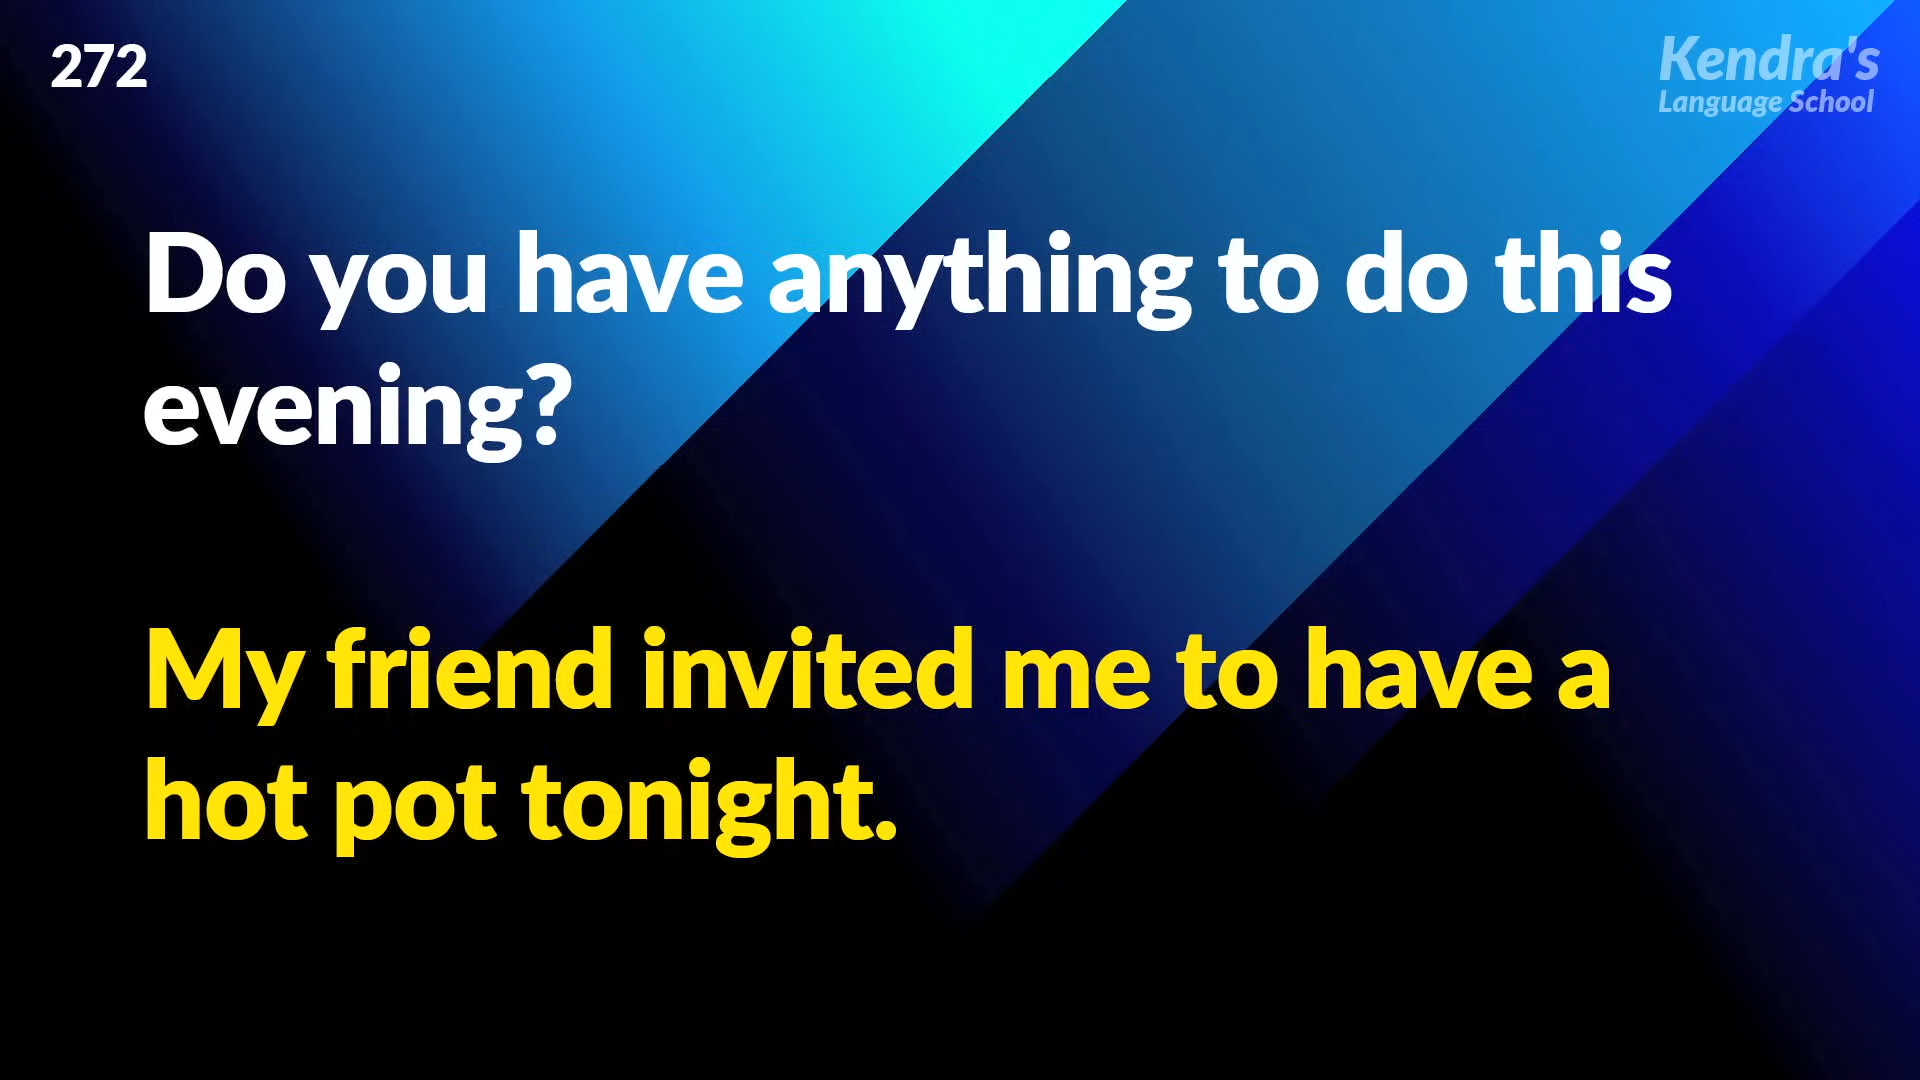 272
Kendra's
Language School
Do you have anything to do this
evening?
My friend invited me to have a
hot pot tonight.